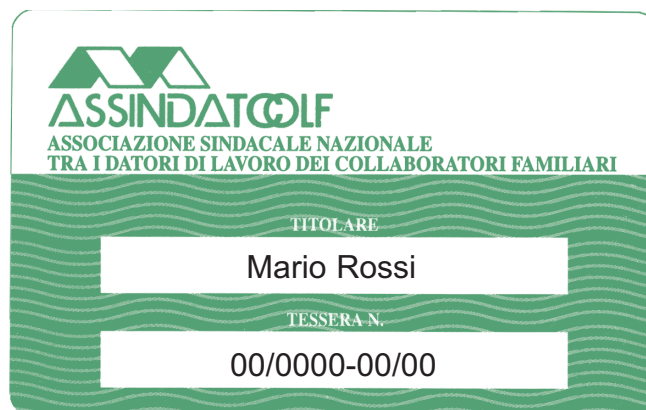 ASSINDATCOLF
ASSOCIAZIONE SINDACALE NAZIONALE
TRA I DATORI DI LAVORO DEI COLLABORATORI FAMILIARI
TITOLARE
Mario Rossi
TESSERA N.
00/0000-00/00